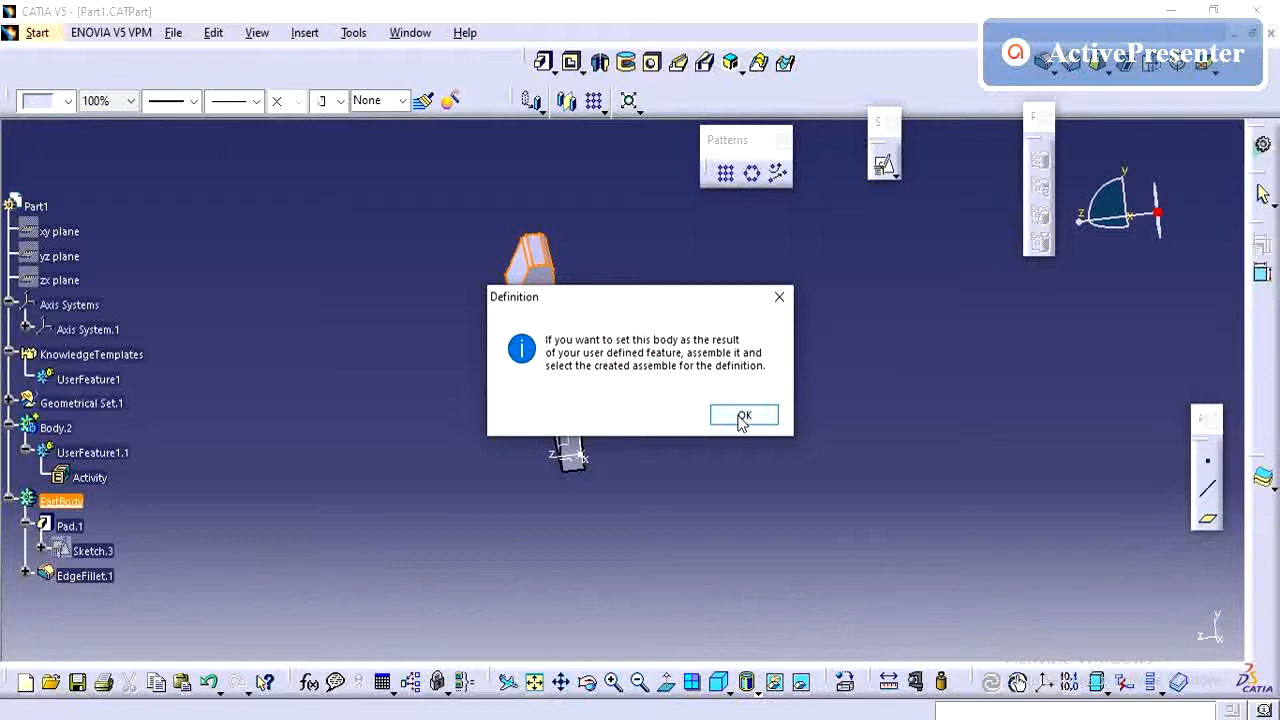 CATIA V5 - [Part1.CATPart]
Start ENOVIA V5 VPM File Edit View Insert Tools Window Help
ActivePresenter
100% None
Patterns
S
Part1
xy plane
yz plane
zx plane
Axis Systems
Axis System.1
KnowledgeTemplates
UserFeature1
Geometrical Set.1
Body.2
UserFeature1.1
Activity
PartBody
Pad.1
Sketch.3
EdgeFillet.1
Definition
If you want to set this body as the result
of your user defined feature, assemble it and
select the created assemble for the definition.
OK
y
z
x
z
x
y
z
x
f(x)
CATIA